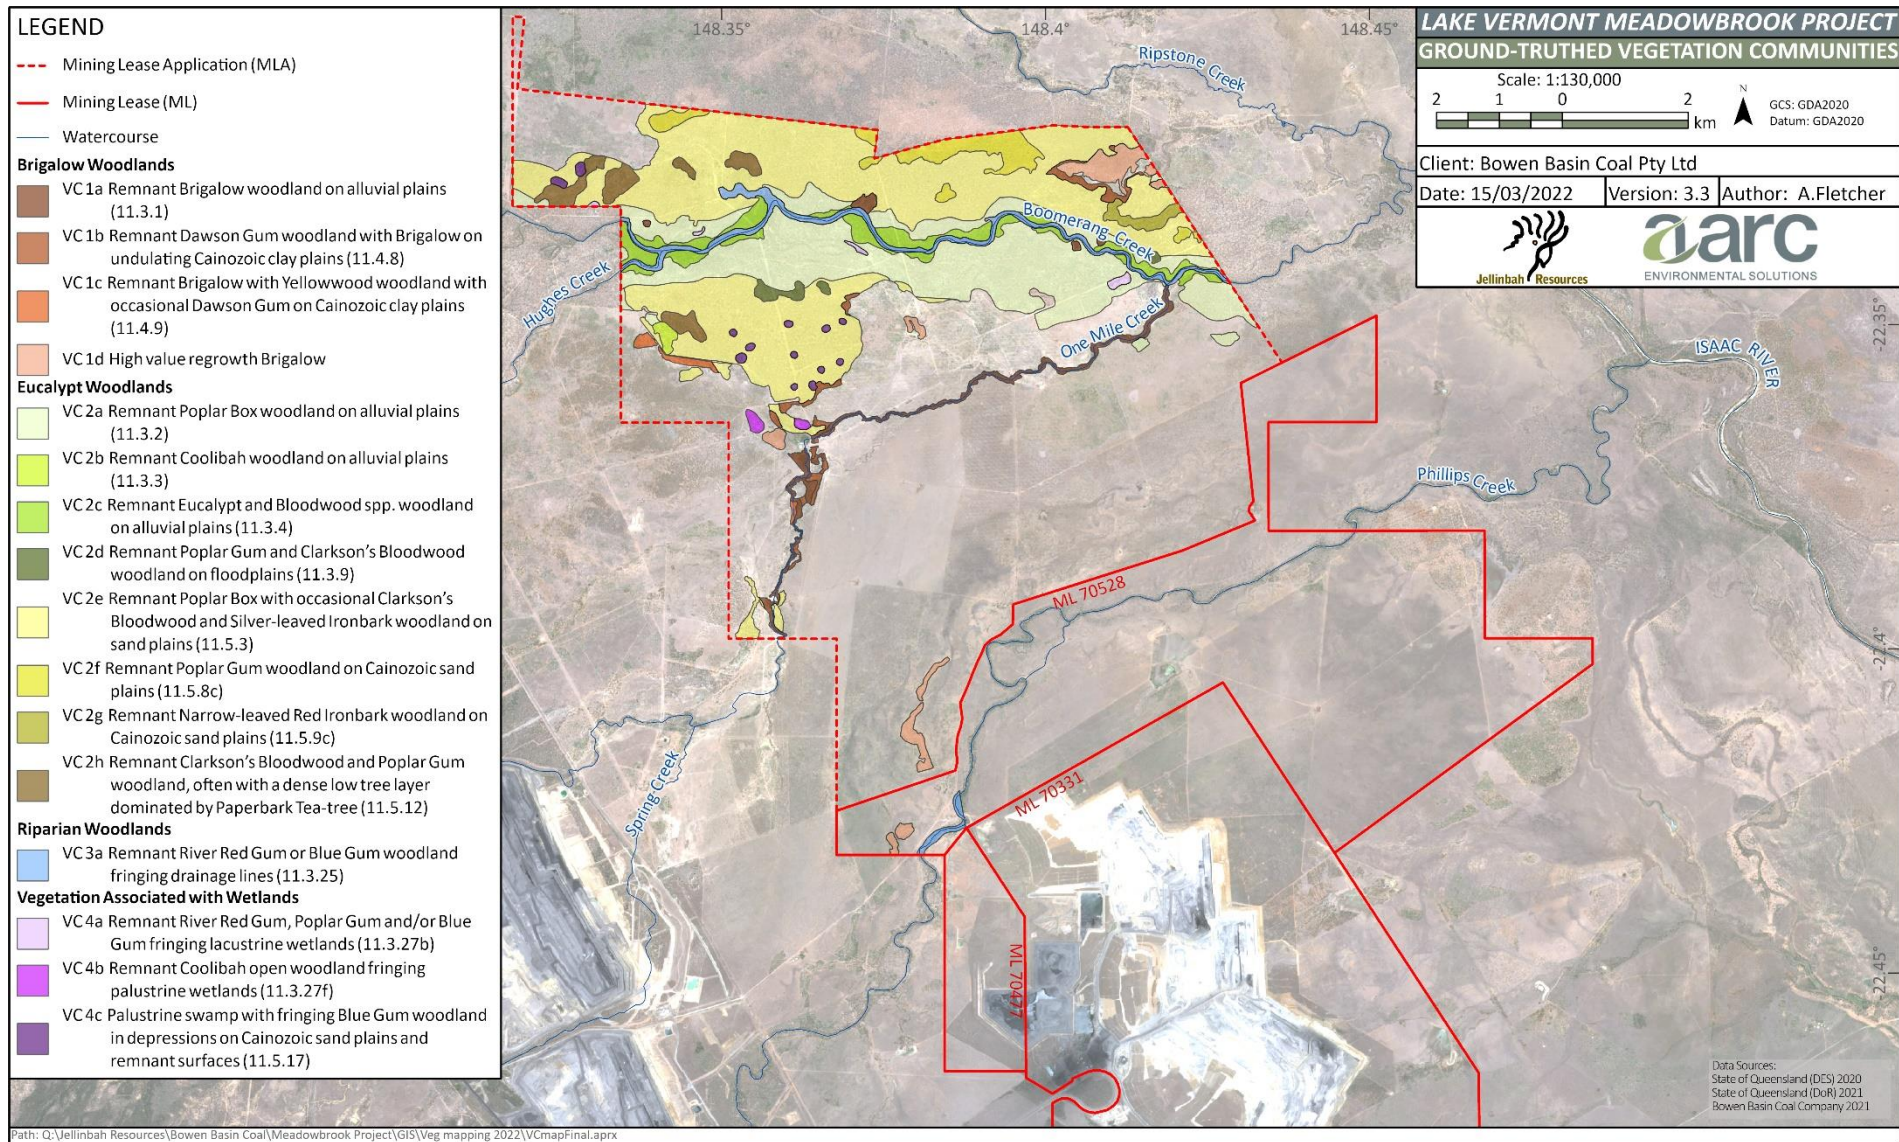 LEGEND
Mining Lease Application (MLA)
Mining Lease (ML)
Watercourse
Brigalow Woodlands
VC 1a Remnant Brigalow woodland on alluvial plains
(11.3.1)
VC 1b Remnant Dawson Gum woodland with Brigalow on
undulating Cainozoic clay plains (11.4.8)
VC 1c Remnant Brigalow with Yellowwood woodland with
occasional Dawson Gum on Cainozoic clay plains
(11.4.9)
VC 1d High value regrowth Brigalow
Eucalypt Woodlands
VC 2a Remnant Poplar Box woodland on alluvial plains
(11.3.2)
VC 2b Remnant Coolibah woodland on alluvial plains
(11.3.3)
VC 2c Remnant Eucalypt and Bloodwood spp. woodland
on alluvial plains (11.3.4)
VC 2d Remnant Poplar Gum and Clarkson's Bloodwood
woodland on floodplains (11.3.9)
VC 2e Remnant Poplar Box with occasional Clarkson's
Bloodwood and Silver-leaved Ironbark woodland on
sand plains (11.5.3)
VC 2f Remnant Poplar Gum woodland on Cainozoic sand
plains (11.5.8c)
VC 2g Remnant Narrow-leaved Red Ironbark woodland on
Cainozoic sand plains (11.5.9c)
VC 2h Remnant Clarkson's Bloodwood and Poplar Gum
woodland, often with a dense low tree layer
dominated by Paperbark Tea-tree (11.5.12)
Riparian Woodlands
VC 3a Remnant River Red Gum or Blue Gum woodland
fringing drainage lines (11.3.25)
Vegetation Associated with Wetlands
VC 4a Remnant River Red Gum, Poplar Gum and/or Blue
Gum fringing lacustrine wetlands (11.3.27b)
VC 4b Remnant Coolibah open woodland fringing
palustrine wetlands (11.3.27f)
VC 4c Palustrine swamp with fringing Blue Gum woodland
in depressions on Cainozoic sand plains and
remnant surfaces (11.5.17)
148.35°
148.4°
148.45°
Ripstone Creek
Boomerang Creek
Hughes Creek
One Mile Creek
ISAAC RIVER
-22.35°
Phillips Creek
ML 70528
-22.4°
Spring Creek
ML 70331
ML 70477
-22.45°
LAKE VERMONT MEADOWBROOK PROJECT
GROUND-TRUTHED VEGETATION COMMUNITIES
Scale: 1:130,000
2 1 0 2
km
N
GCS: GDA2020
Datum: GDA2020
Client: Bowen Basin Coal Pty Ltd
Date: 15/03/2022 Version: 3.3 Author: A.Fletcher
Jellinbah Resources
aarc
ENVIRONMENTAL SOLUTIONS
Data Sources:
State of Queensland (DES) 2020
State of Queensland (DoR) 2021
Bowen Basin Coal Company 2021
Path: Q:\Jellinbah Resources\Bowen Basin Coal\Meadowbrook Project\GIS\Veg mapping 2022\VCmapFinal.aprx